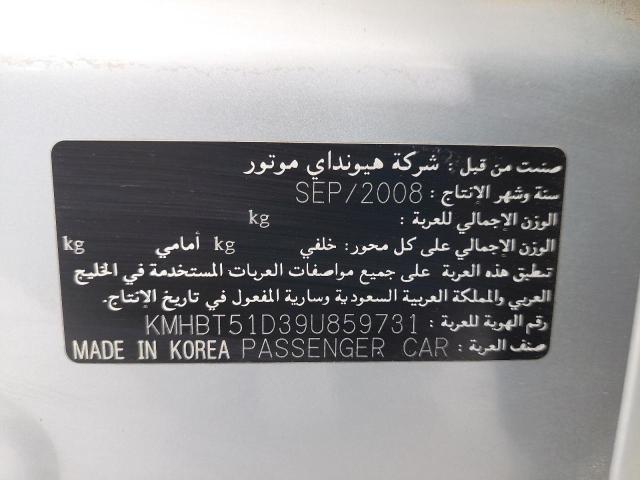 صنعت من قبل : شركة هيونداي موتور
سنة وشهر الإنتاج : SEP/2008
الوزن الإجمالي للعربة : kg
الوزن الإجمالي على كل محور: خلفي kg أمامي kg
تطبق هذه العربة على جميع مواصفات العربات المستخدمة في الخليج
العربي والمملكة العربية السعودية وسارية المفعول في تاريخ الإنتاج.
رقم الهوية للعربة : KMHBT51D39U859731
صنف العربة : PASSENGER CAR MADE IN KOREA